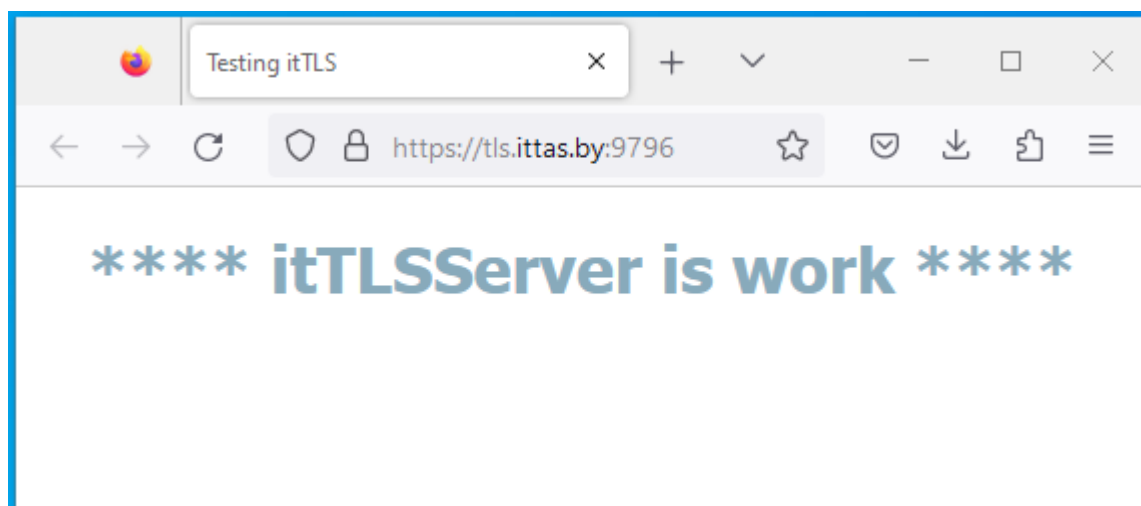 Testing itTLS
https://tls.ittas.by:9796
**** itTLSServer is work ****